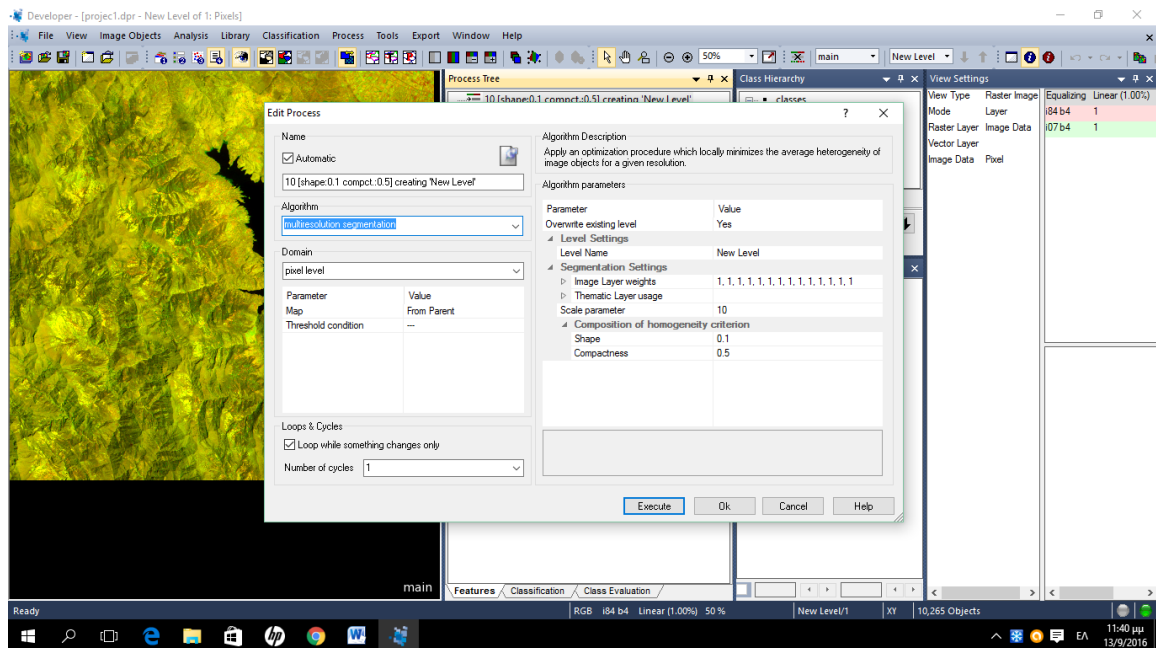 Developer - [projec1.dpr - New Level of 1: Pixels]
File View Image Objects Analysis Library Classification Process Tools Export Window Help
50% main New Level
Process Tree
Class Hierarchy
View Settings
10 [shape:0.1 compct.:0.5] creating 'New Level'
classes
View Type Raster Image
Mode Layer
Raster Layer Image Data
Vector Layer
Image Data Pixel
Equalizing Linear (1.00%)
i84 b4 1
i07 b4 1
Edit Process ?
Name
Automatic
10 [shape:0.1 compct.:0.5] creating 'New Level'
Algorithm
multiresolution segmentation
Domain
pixel level
Parameter Value
Map From Parent
Threshold condition ---
Loops & Cycles
Loop while something changes only
Number of cycles 1
Algorithm Description
Apply an optimization procedure which locally minimizes the average heterogeneity of
image objects for a given resolution.
Algorithm parameters
Parameter Value
Overwrite existing level Yes
Level Settings
Level Name New Level
Segmentation Settings
Image Layer weights 1, 1, 1, 1, 1, 1, 1, 1, 1, 1, 1, 1, 1, 1
Thematic Layer usage
Scale parameter 10
Composition of homogeneity criterion
Shape 0.1
Compactness 0.5
Execute Ok Cancel Help
main
Features Classification Class Evaluation
Ready RGB i84 b4 Linear (1.00%) 50 % New Level/1 XY 10,265 Objects
ΕΛ 11:40 μμ
13/9/2016